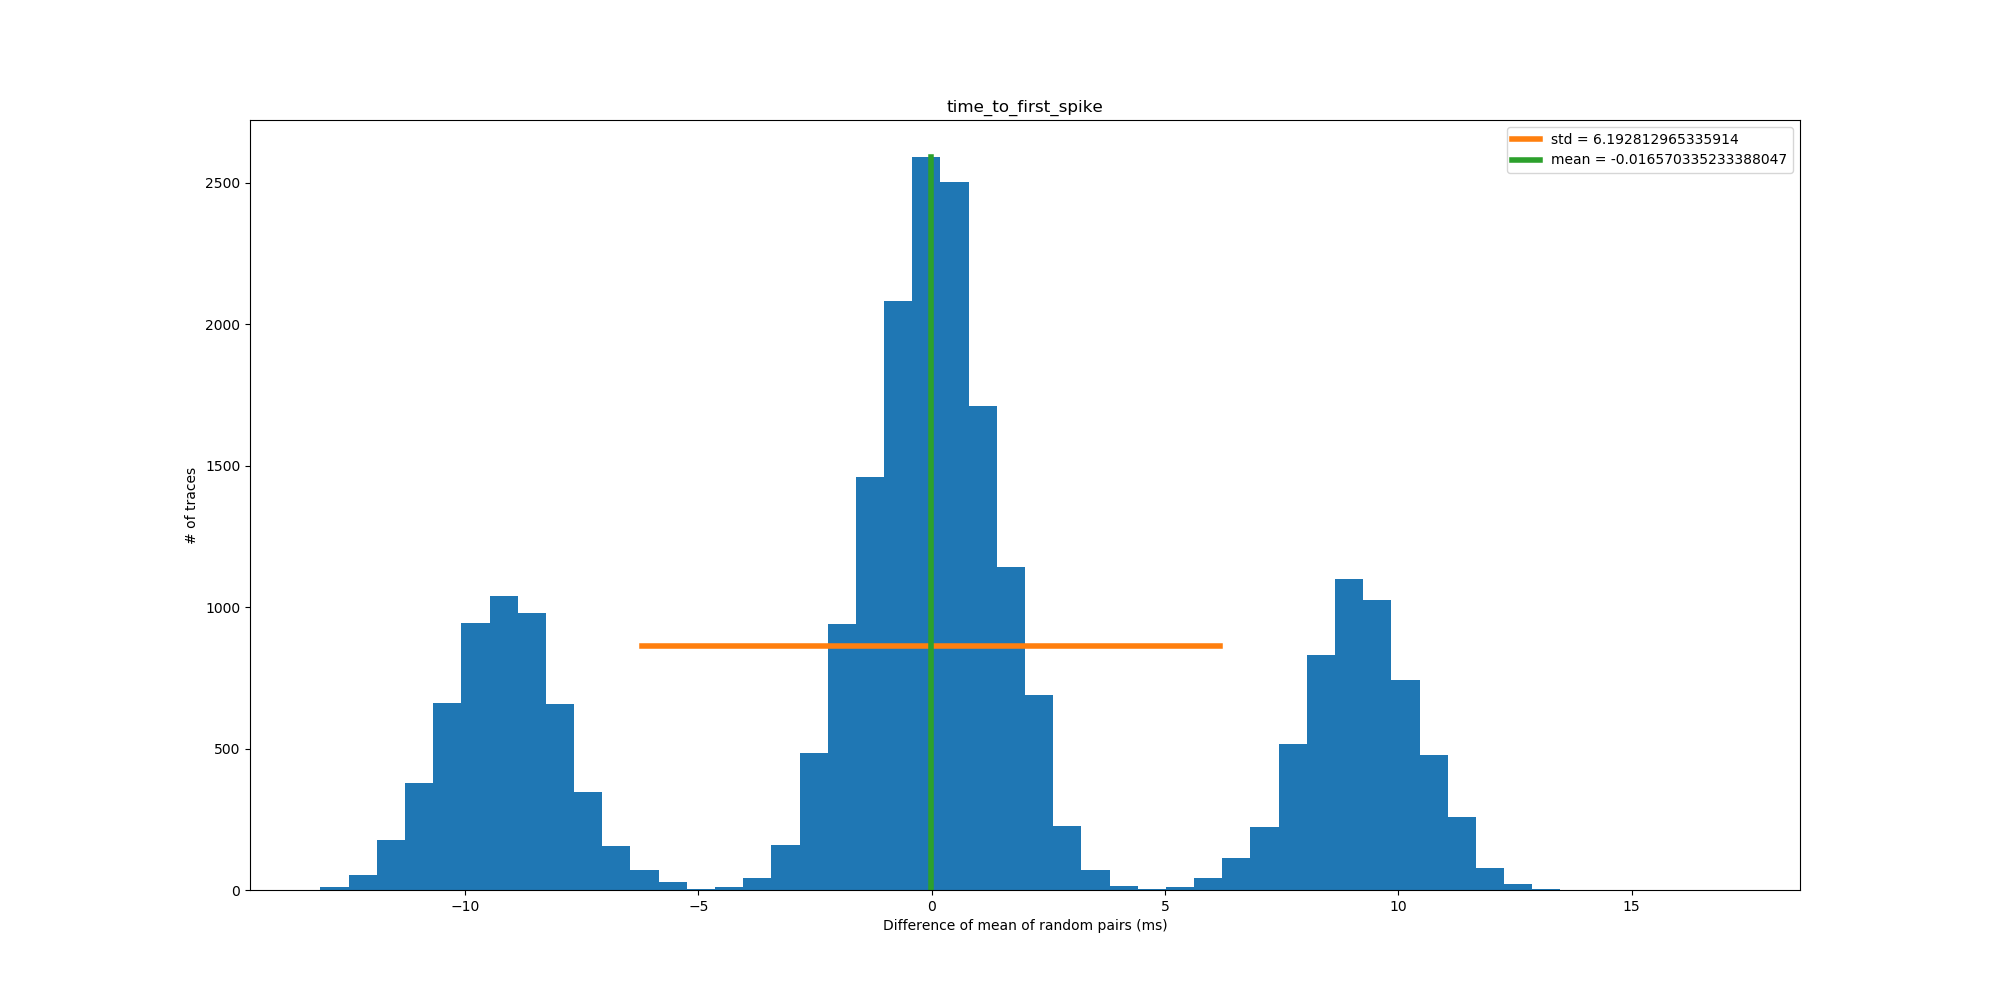 time_to_first_spike
std = 6.192812965335914
mean = -0.016570335233388047
2500
2000
1500
1000
500
0
# of traces
−10
−5
0
5
10
15
Difference of mean of random pairs (ms)